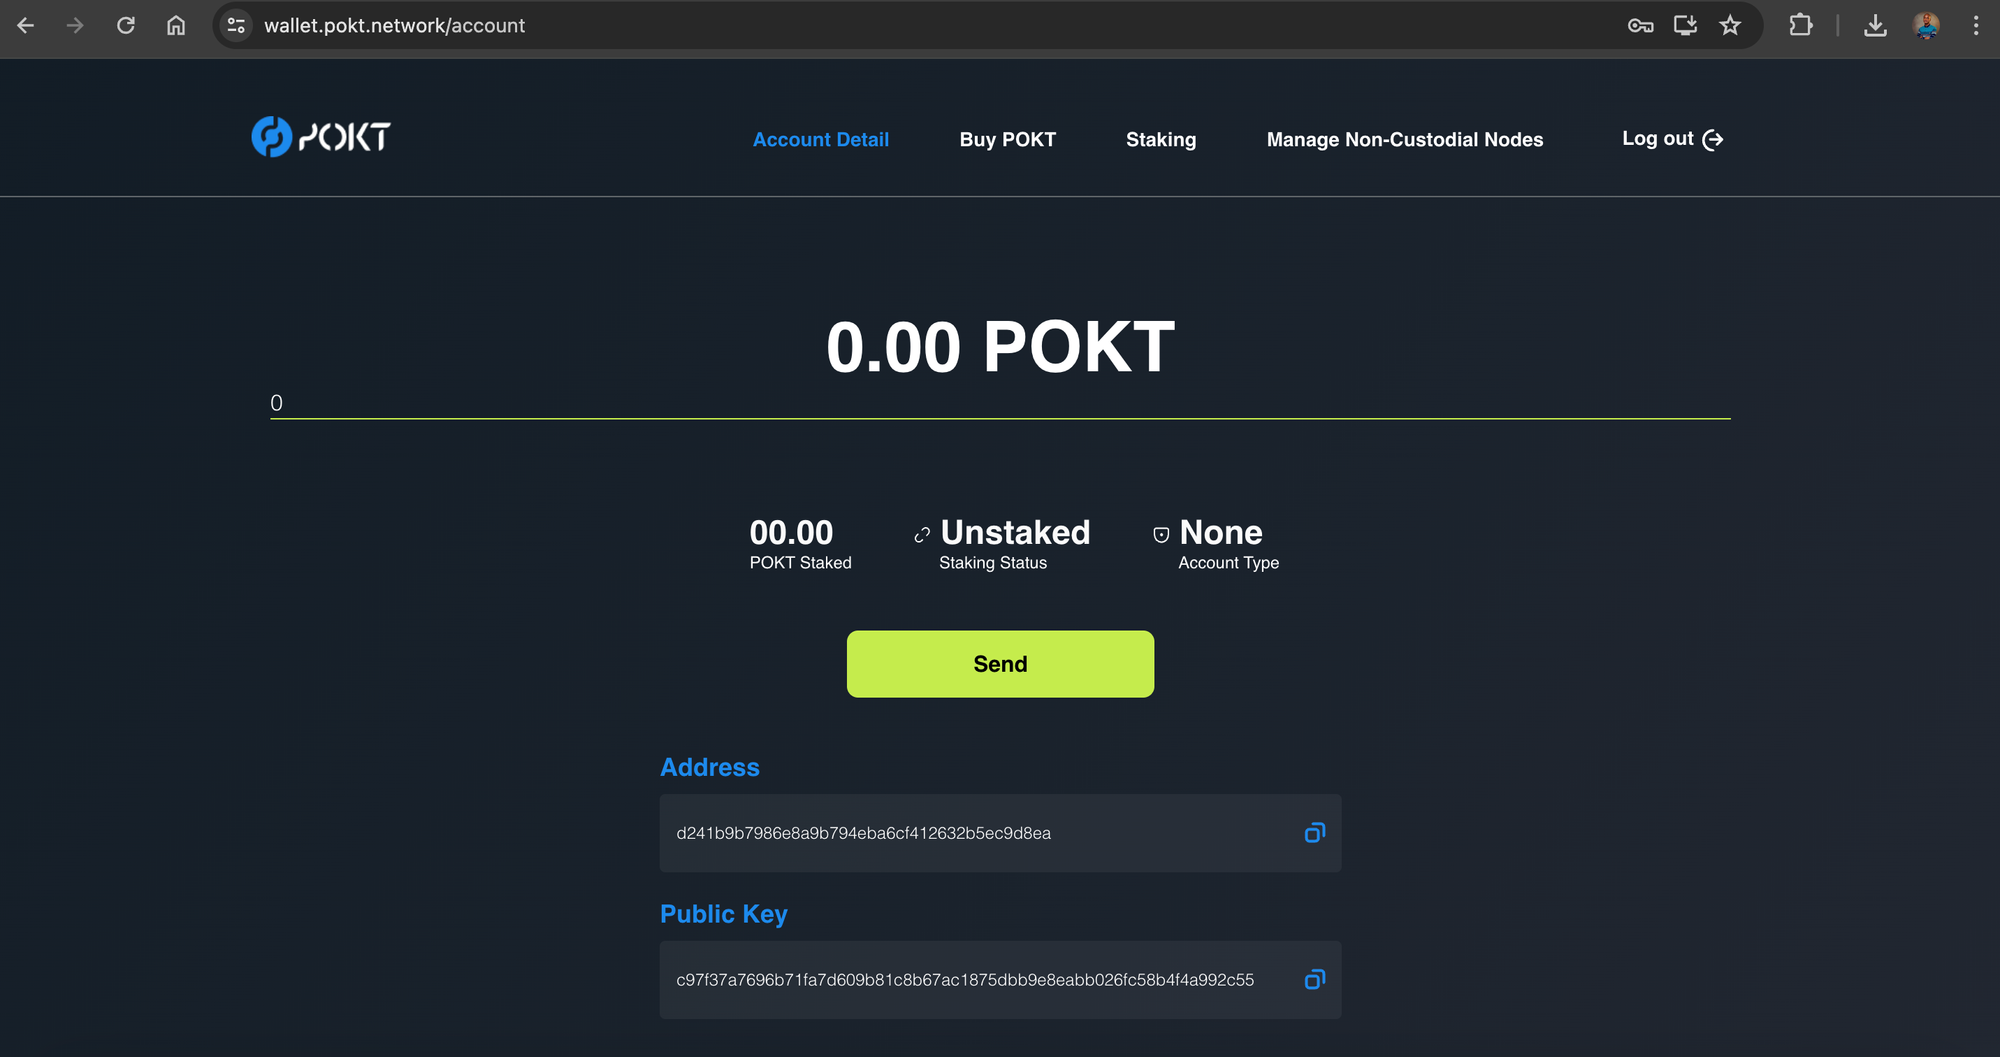 wallet.pokt.network/account
POKT
Account Detail
Buy POKT
Staking
Manage Non-Custodial Nodes
Log out
0.00 POKT
0
00.00
POKT Staked
Unstaked
Staking Status
None
Account Type
Send
Address
d241b9b7986e8a9b794eba6cf412632b5ec9d8ea
Public Key
c97f37a7696b71fa7d609b81c8b67ac1875dbb9e8eabb026fc58b4f4a992c55